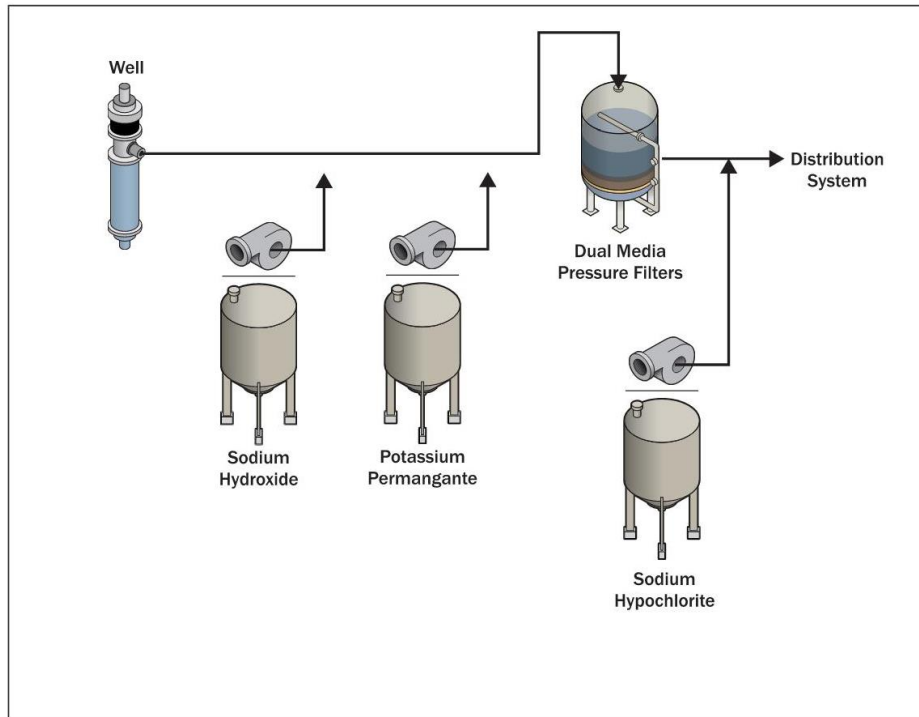 Well
Distribution
System
Dual Media
Pressure Filters
Sodium
Hydroxide
Potassium
Permangante
Sodium
Hypochlorite